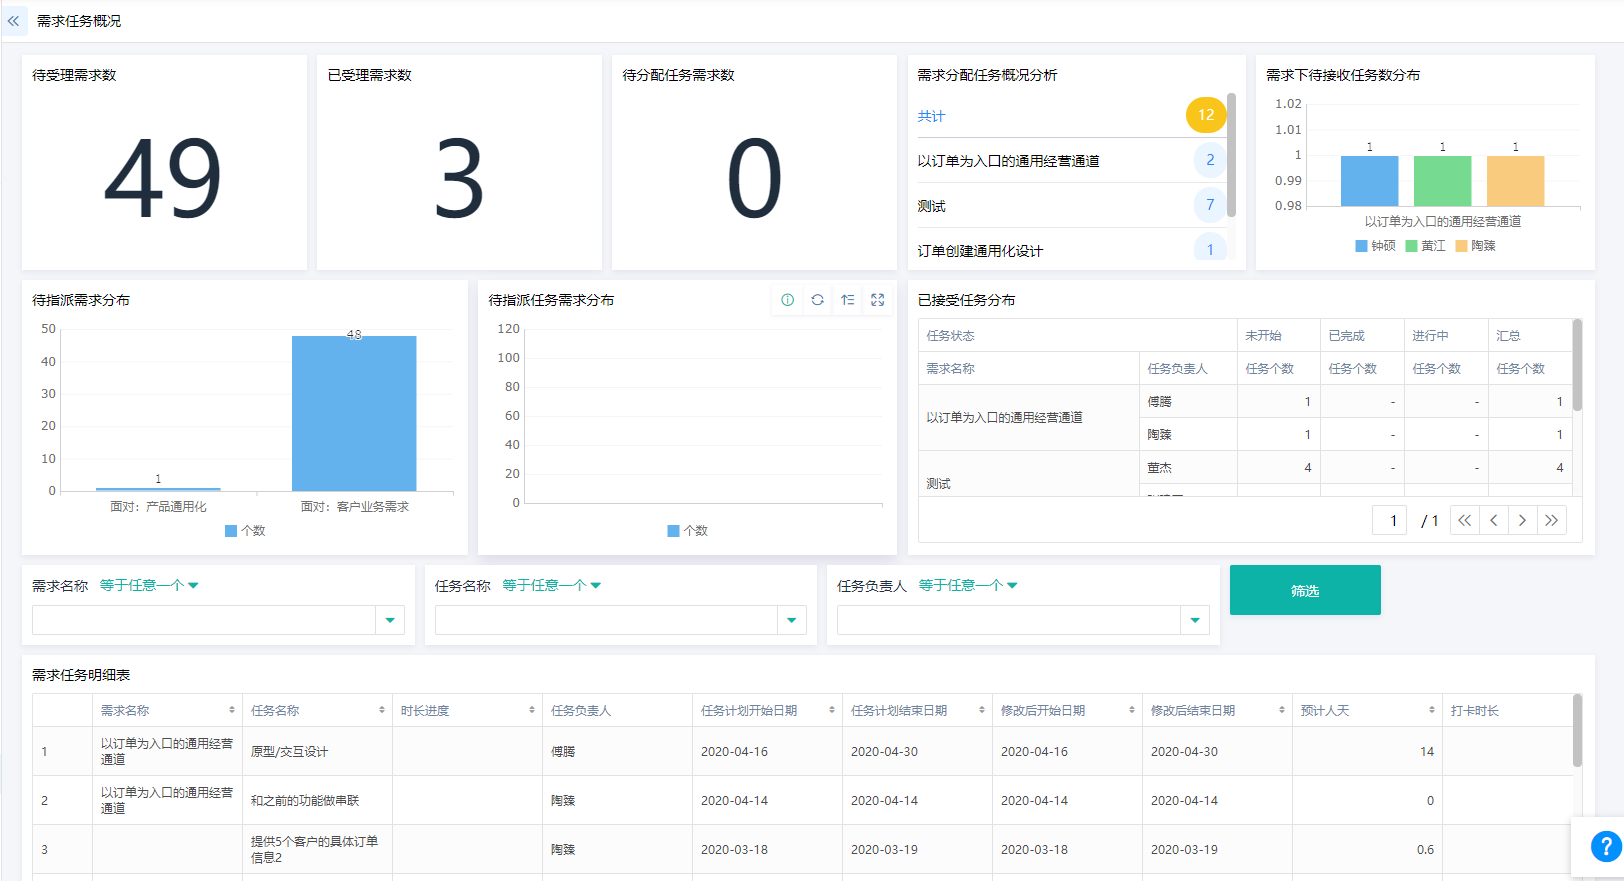 需求任务概况
待受理需求数
49
已受理需求数
3
待分配任务需求数
0
需求分配任务概况分析
共计 12
以订单为入口的通用经营通道 2
测试 7
订单创建通用化设计 1
需求下待接收任务数分布
1.02
1.01
1
0.99
0.98
1 1 1
以订单为入口的通用经营通道
钟硕 黄江 陶臻
待指派需求分布
50
40
30
20
10
0
1
48
面对：产品通用化 面对：客户业务需求
个数
待指派任务需求分布
120
100
80
60
40
20
0
个数
已接受任务分布
任务状态 未开始 已完成 进行中 汇总
需求名称 任务负责人 任务个数 任务个数 任务个数 任务个数
以订单为入口的通用经营通道 傅腾 1 - - 1
陶臻 1 - - 1
测试 董杰 4 - - 4
1 / 1
需求名称 等于任意一个
任务名称 等于任意一个
任务负责人 等于任意一个
筛选
需求任务明细表
需求名称 任务名称 时长进度 任务负责人 任务计划开始日期 任务计划结束日期 修改后开始日期 修改后结束日期 预计人天 打卡时长
1 以订单为入口的通用经营
通道 原型/交互设计 傅腾 2020-04-16 2020-04-30 2020-04-16 2020-04-30 14
2 以订单为入口的通用经营
通道 和之前的功能做串联 陶臻 2020-04-14 2020-04-14 2020-04-14 2020-04-14 0
3 提供5个客户的具体订单
信息2 陶臻 2020-03-18 2020-03-19 2020-03-18 2020-03-19 0.6
?